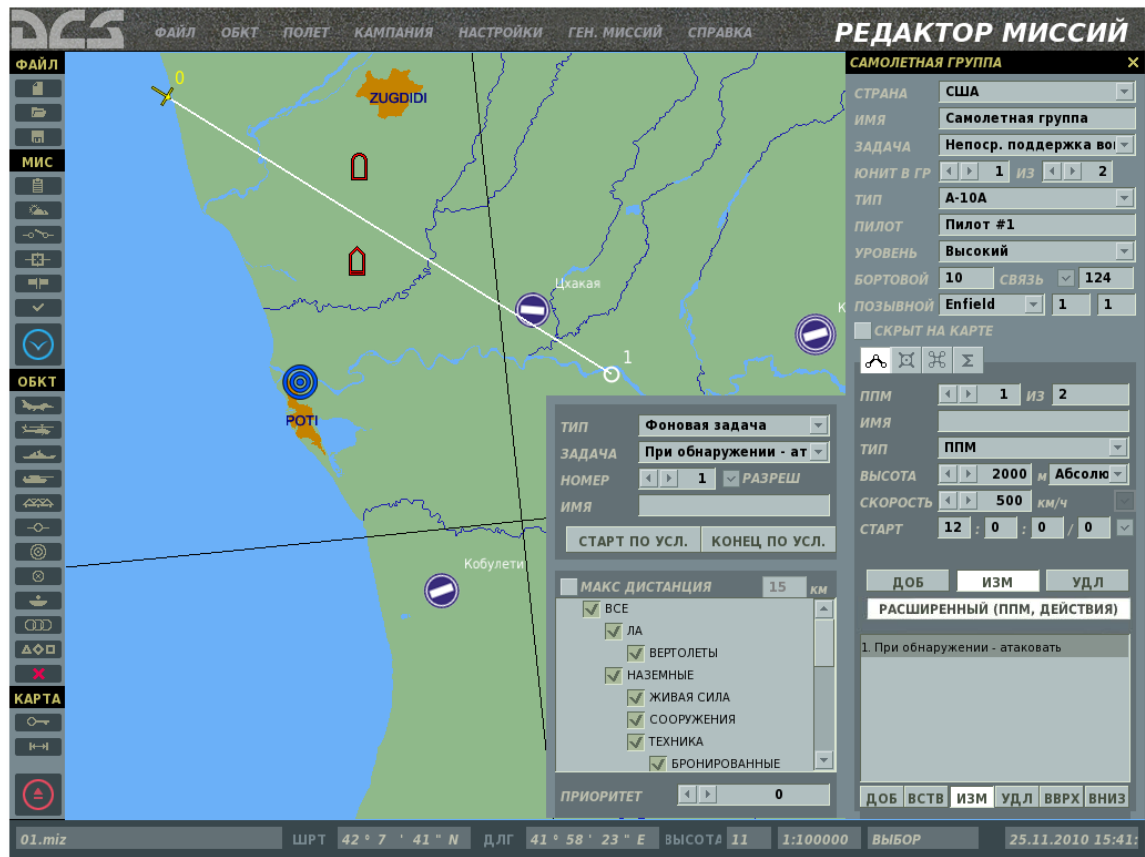 DCS
ФАЙЛ ОБКТ ПОЛЕТ КАМПАНИЯ НАСТРОЙКИ ГЕН. МИССИЙ СПРАВКА
РЕДАКТОР МИССИЙ
ФАЙЛ
МИС
ОБКТ
КАРТА
0
ZUGDIDI
Цхакая
К
1
POTI
Кобулети
ТИП Фоновая задача
ЗАДАЧА При обнаружении - ат
НОМЕР 1 РАЗРЕШ
ИМЯ
СТАРТ ПО УСЛ. КОНЕЦ ПО УСЛ.
МАКС ДИСТАНЦИЯ 15 КМ
ВСЕ
ЛА
ВЕРТОЛЕТЫ
НАЗЕМНЫЕ
ЖИВАЯ СИЛА
СООРУЖЕНИЯ
ТЕХНИКА
БРОНИРОВАННЫЕ
ПРИОРИТЕТ 0
САМОЛЕТНАЯ ГРУППА
СТРАНА США
ИМЯ Самолетная группа
ЗАДАЧА Непоср. поддержка во
ЮНИТ В ГР 1 ИЗ 2
ТИП A-10A
ПИЛОТ Пилот #1
УРОВЕНЬ Высокий
БОРТОВОЙ 10 СВЯЗЬ 124
ПОЗЫВНОЙ Enfield 1 1
СКРЫТ НА КАРТЕ
Σ
ППМ 1 ИЗ 2
ИМЯ
ТИП ППМ
ВЫСОТА 2000 м Абсолю
СКОРОСТЬ 500 км/ч
СТАРТ 12 : 0 : 0 / 0
ДОБ ИЗМ УДЛ
РАСШИРЕННЫЙ (ППМ, ДЕЙСТВИЯ)
1. При обнаружении - атаковать
ДОБ ВСТВ ИЗМ УДЛ ВВРХ ВНИЗ
01.miz ШРТ 42 ° 7 ' 41 " N ДЛГ 41 ° 58 ' 23 " E ВЫСОТА 11 1:100000 ВЫБОР 25.11.2010 15:41: